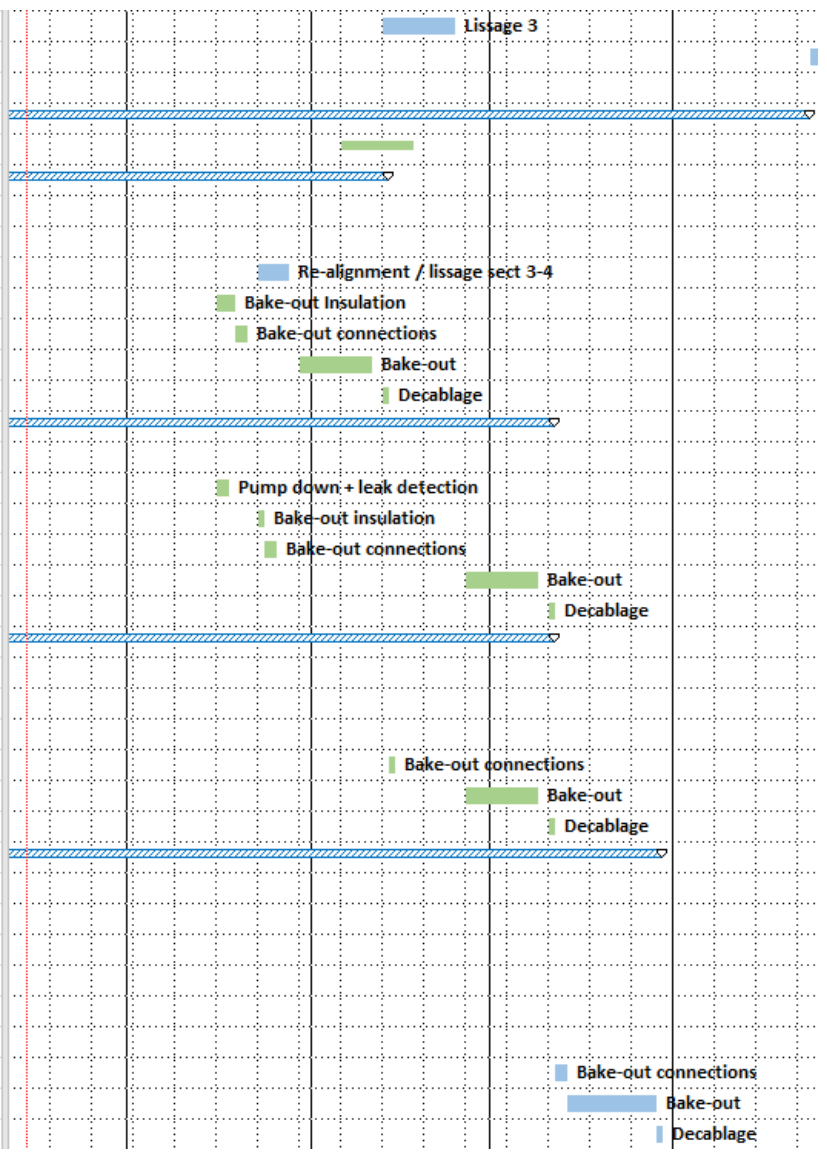 Lissage 3
Re-alignment / lissage sect 3-4
Bake-out Insulation
Bake-out connections
Bake-out
Decablage
Pump down + leak detection
Bake-out insulation
Bake-out connections
Bake-out
Decablage
Bake-out connections
Bake-out
Decablage
Bake-out connections
Bake-out
Decablage